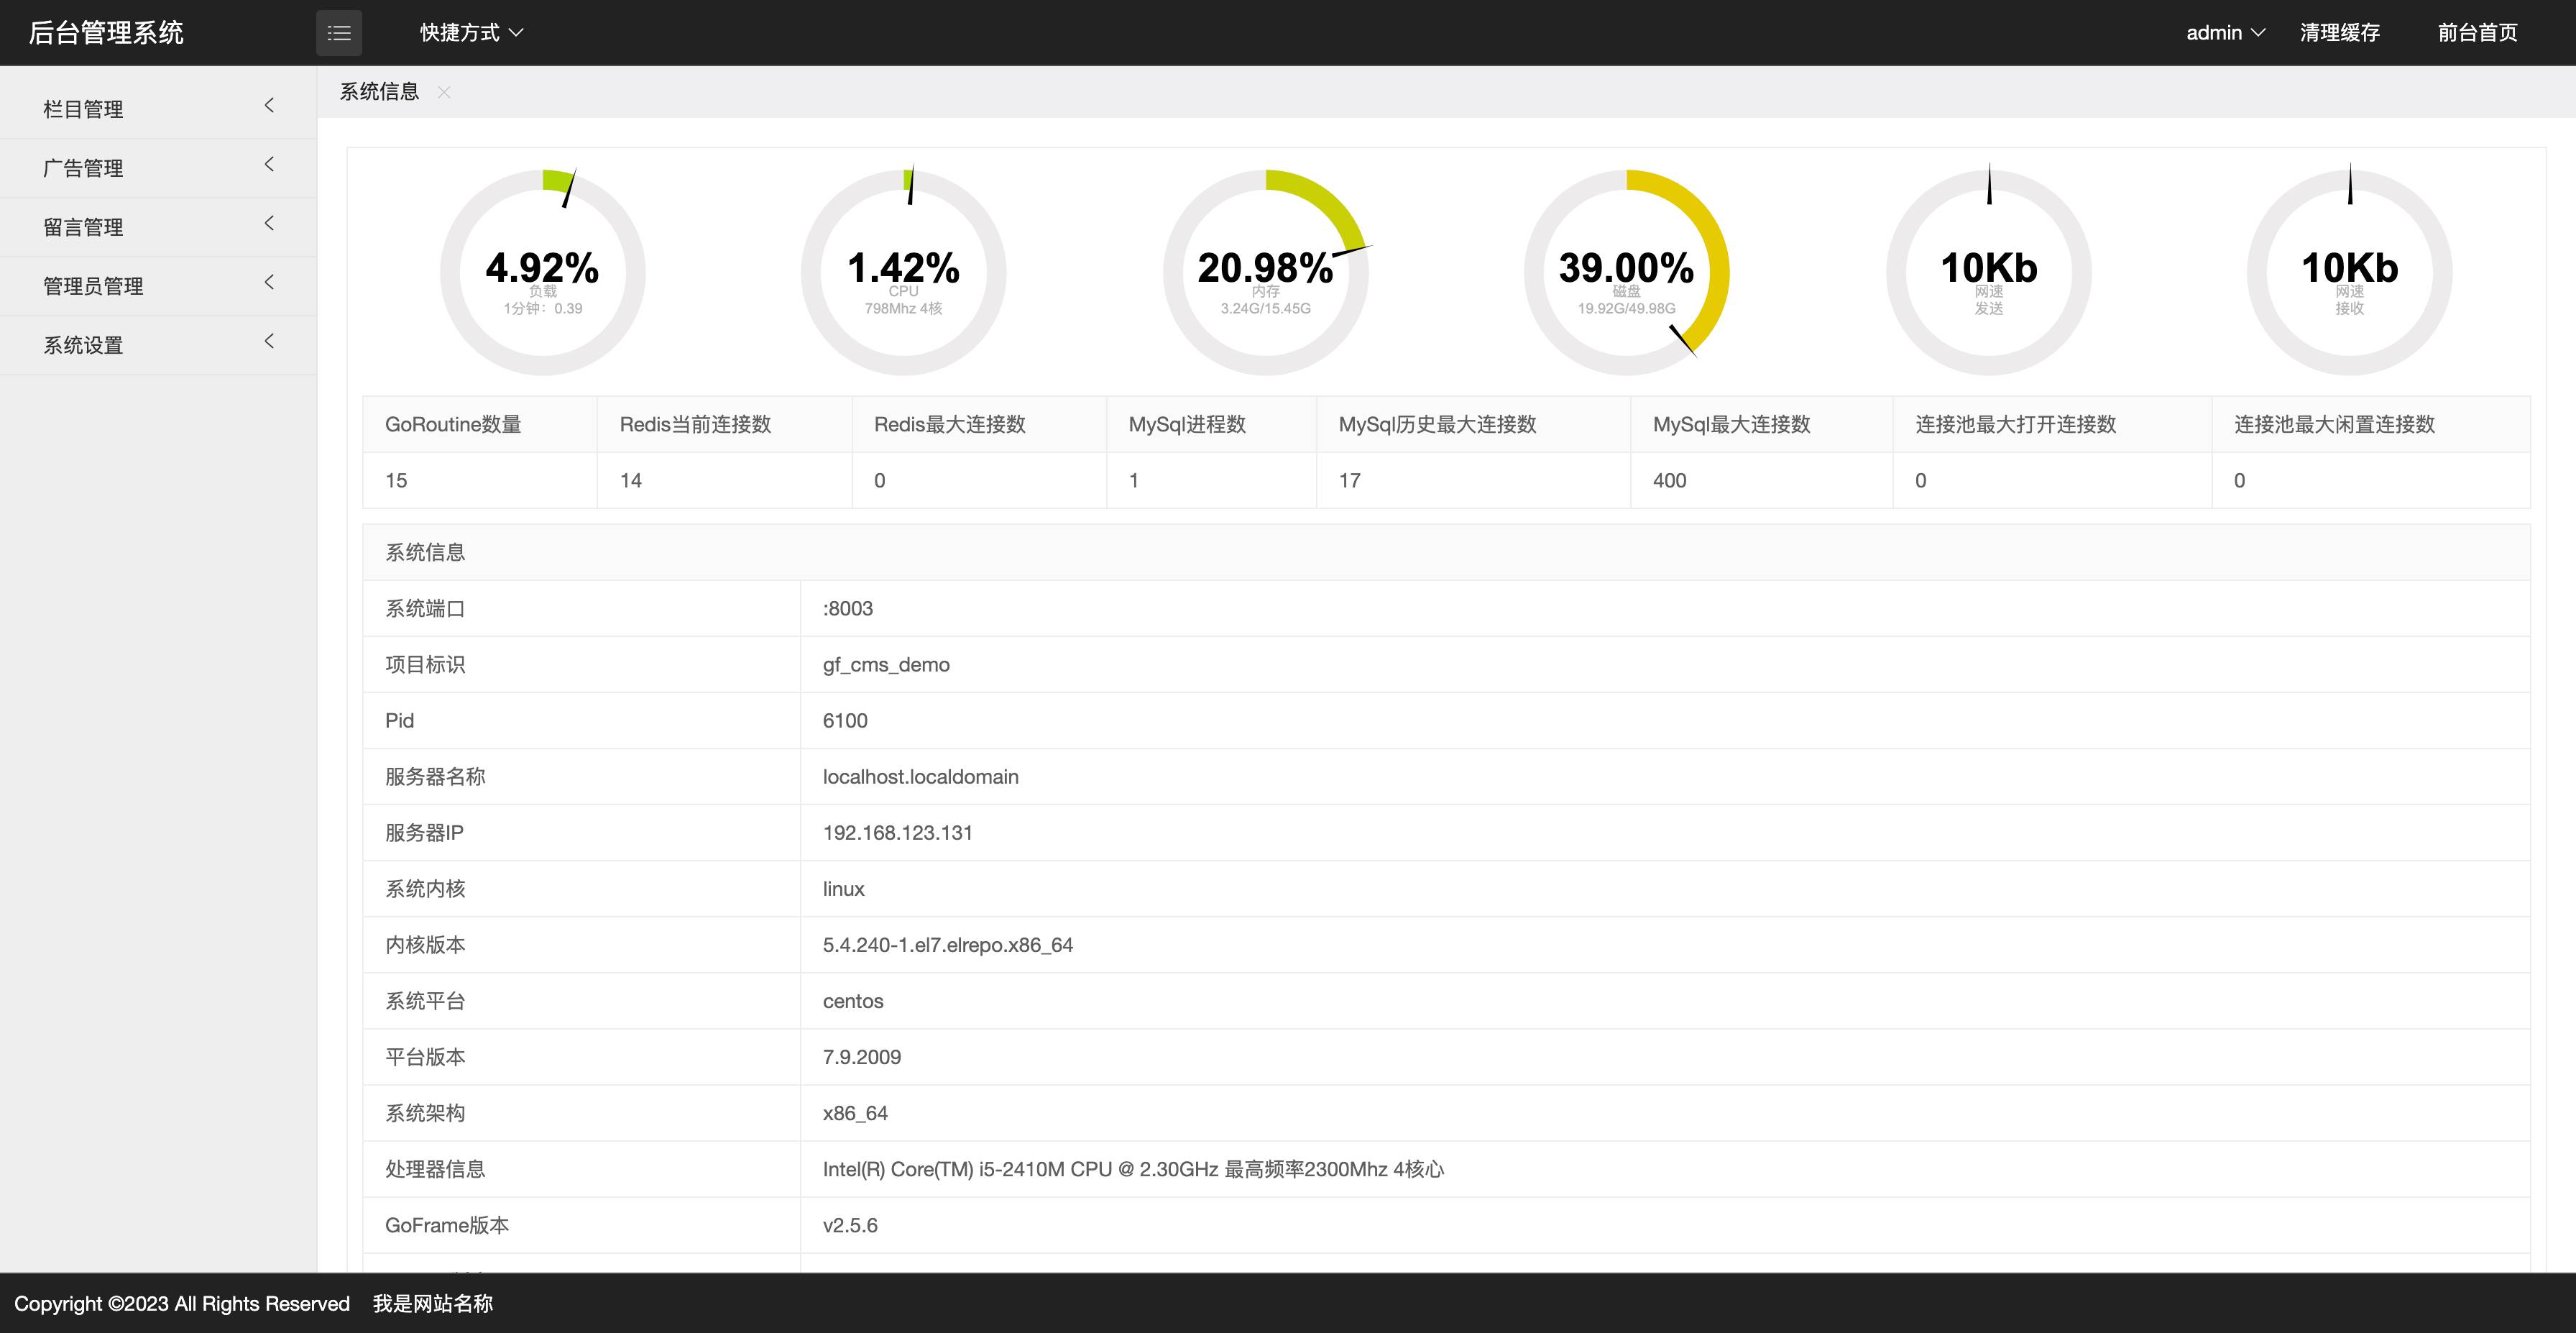 后台管理系统 快捷方式 admin 清理缓存 前台首页
系统信息
栏目管理
广告管理
留言管理
管理员管理
系统设置
4.92%
负载
1分钟：0.39
1.42%
CPU
798Mhz 4核
20.98%
内存
3.24G/15.45G
39.00%
磁盘
19.92G/49.98G
10Kb
网速
发送
10Kb
网速
接收
GoRoutine数量 Redis当前连接数 Redis最大连接数 MySql进程数 MySql历史最大连接数 MySql最大连接数 连接池最大打开连接数 连接池最大闲置连接数
15 14 0 1 17 400 0 0
系统信息
系统端口 :8003
项目标识 gf_cms_demo
Pid 6100
服务器名称 localhost.localdomain
服务器IP 192.168.123.131
系统内核 linux
内核版本 5.4.240-1.el7.elrepo.x86_64
系统平台 centos
平台版本 7.9.2009
系统架构 x86_64
处理器信息 Intel(R) Core(TM) i5-2410M CPU @ 2.30GHz 最高频率2300Mhz 4核心
GoFrame版本 v2.5.6
Copyright ©2023 All Rights Reserved 我是网站名称